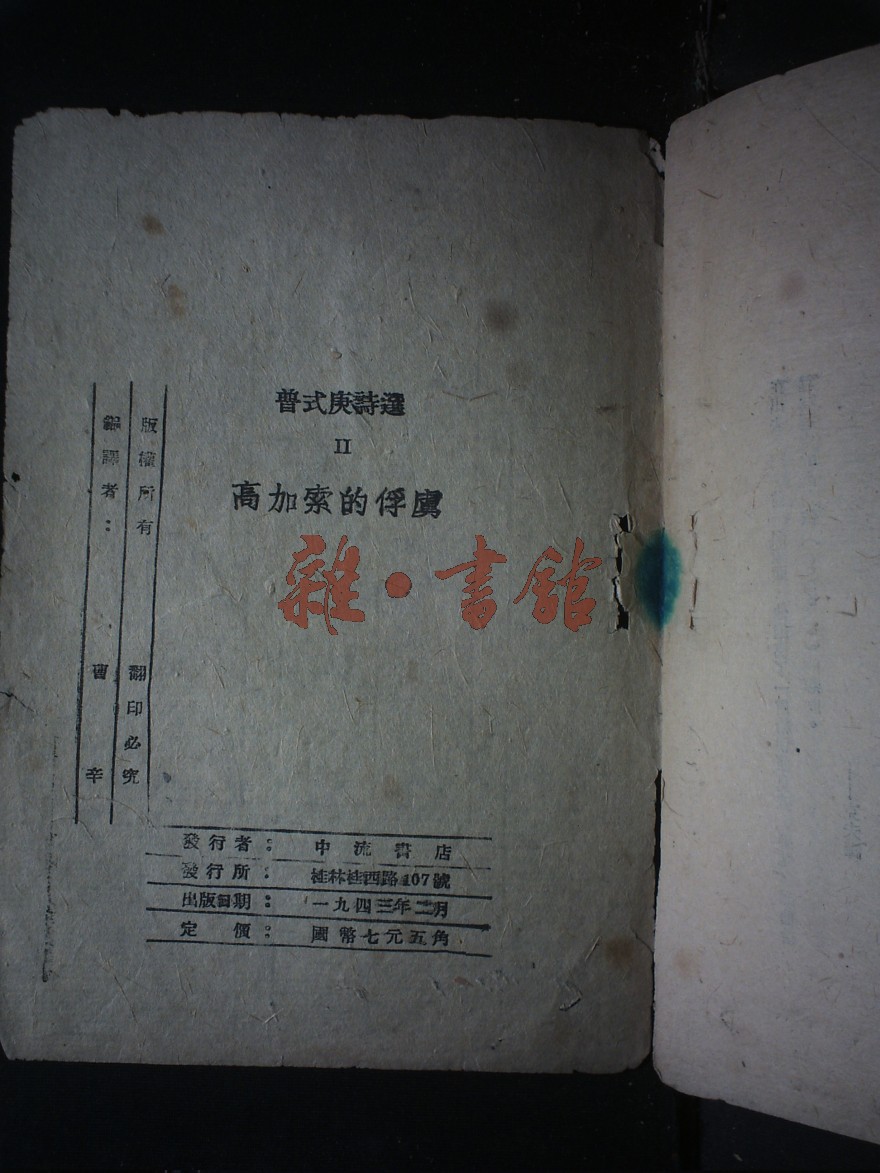 普式庚詩選
II
高加索的俘虜
雜·書館
版權所有 翻印必究
編譯者： 曹辛
發行者： 中流書店
發行所： 桂林桂西路107號
出版日期： 一九四三年二月
定價： 國幣七元五角